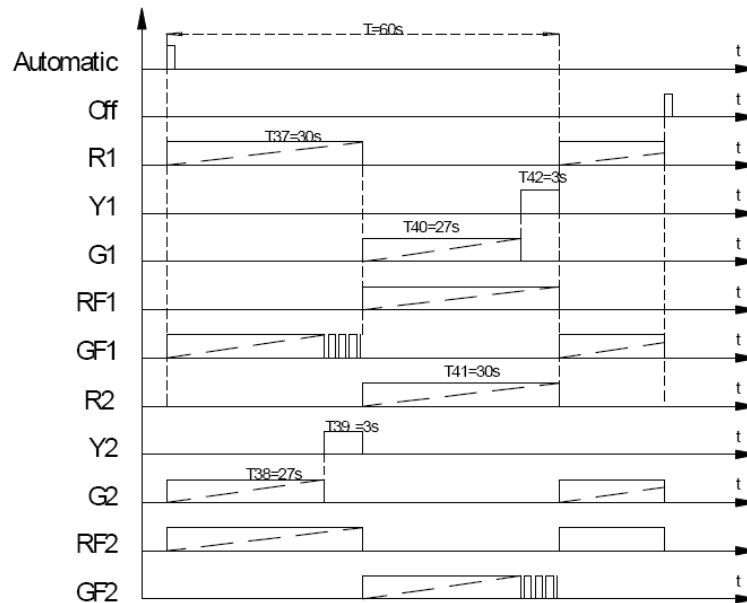 T=60s
t
Automatic
t
Off
T37=30s
t
R1
T42=3s
t
Y1
T40=27s
t
G1
t
RF1
t
GF1
T41=30s
t
R2
T39 =3s
t
Y2
T38=27s
t
G2
t
RF2
t
GF2